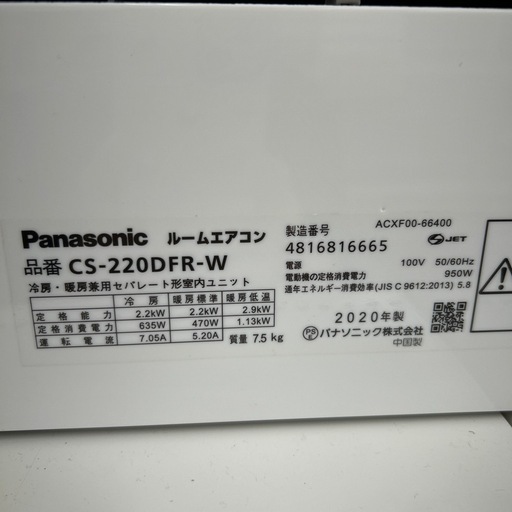 ACXF00-66400
Panasonic ルームエアコン
製造番号
4816816665
JET
品番 CS-220DFR-W
冷房・暖房兼用セパレート形室内ユニット
電源 100V 50/60Hz
電動機の定格消費電力 950W
通年エネルギー消費効率(JIS C 9612:2013) 5.8
冷房 暖房標準 暖房低温
定格能力 2.2kW 2.2kW 2.9kW
定格消費電力 635W 470W 1.13kW
運転電流 7.05A 5.20A
質量 7.5 kg
2020年製
PS E パナソニック株式会社
中国製